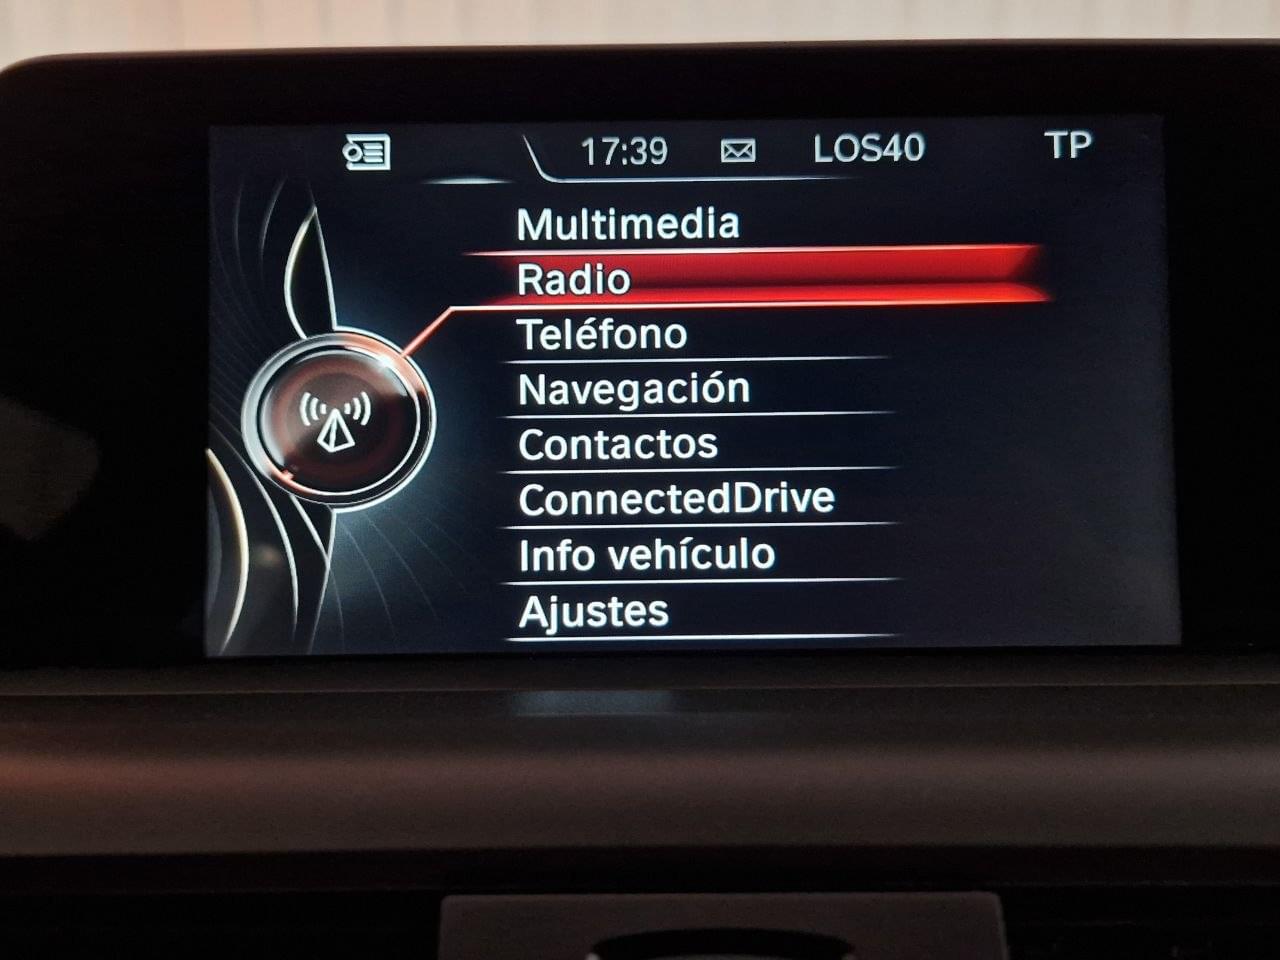 17:39 LOS40 TP
Multimedia
Radio
Teléfono
Navegación
Contactos
ConnectedDrive
Info vehículo
Ajustes